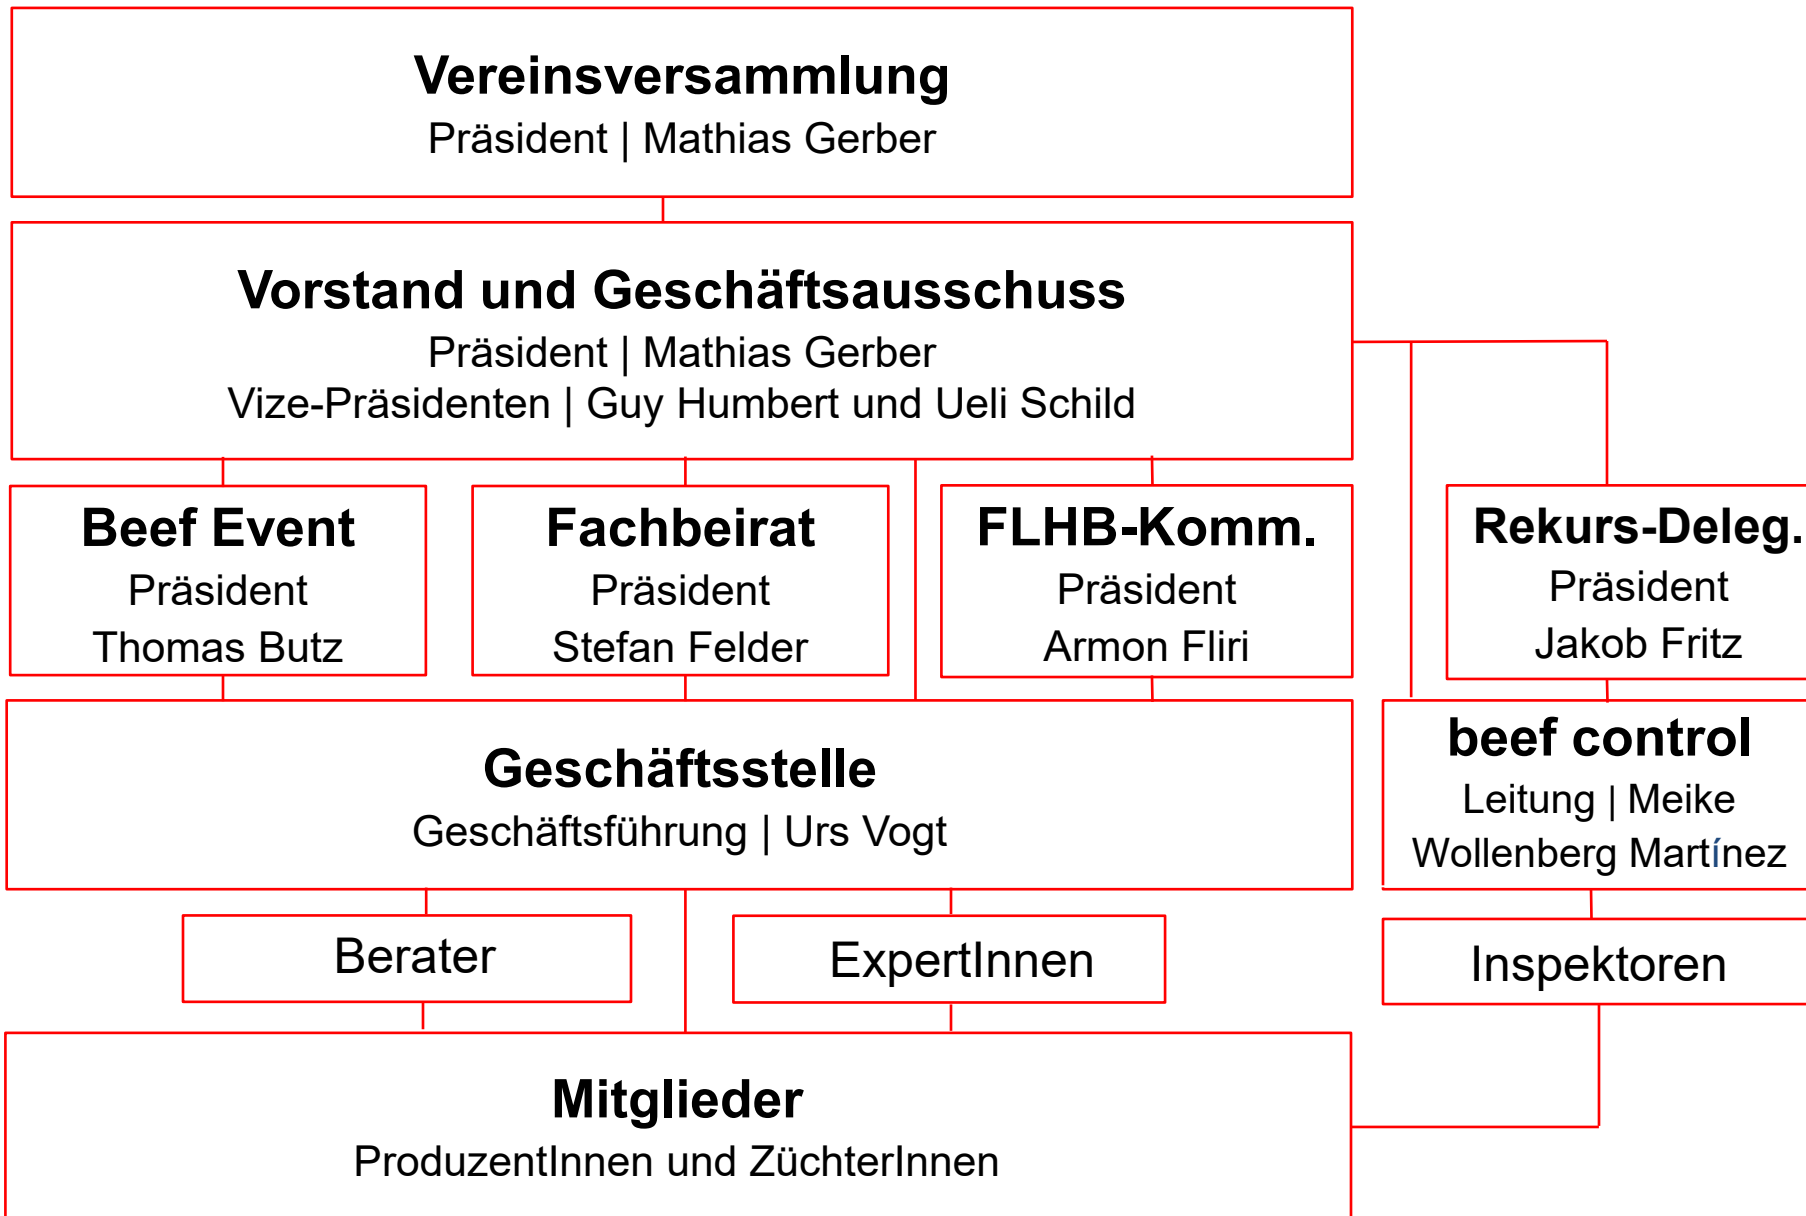 Vereinsversammlung
Präsident | Mathias Gerber
Vorstand und Geschäftsausschuss
Präsident | Mathias Gerber
Vize-Präsidenten | Guy Humbert und Ueli Schild
Beef Event
Präsident
Thomas Butz
Fachbeirat
Präsident
Stefan Felder
FLHB-Komm.
Präsident
Armon Fliri
Rekurs-Deleg.
Präsident
Jakob Fritz
Geschäftsstelle
Geschäftsführung | Urs Vogt
beef control
Leitung | Meike
Wollenberg Martínez
Berater
ExpertInnen
Inspektoren
Mitglieder
ProduzentInnen und ZüchterInnen